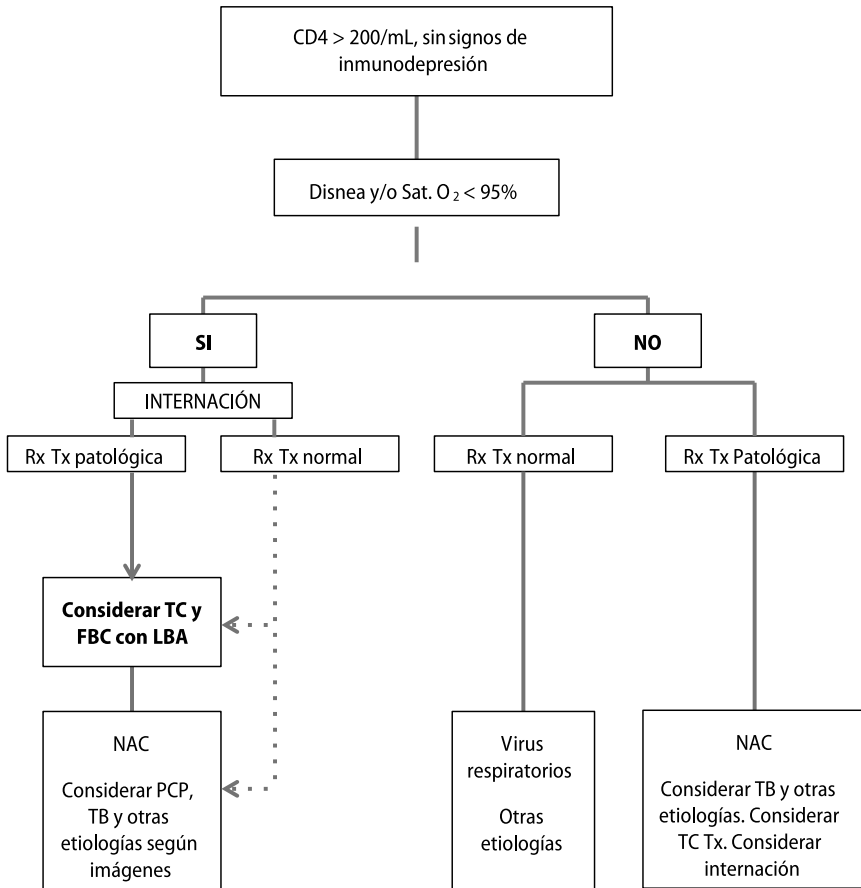 CD4 > 200/mL, sin signos de
inmunodepresión
Disnea y/o Sat. O₂ < 95%
SI
NO
INTERNACIÓN
Rx Tx patológica
Rx Tx normal
Rx Tx normal
Rx Tx Patológica
Considerar TC y
FBC con LBA
NAC
Considerar PCP,
TB y otras
etiologías según
imágenes
Virus
respiratorios
Otras
etiologías
NAC
Considerar TB y otras
etiologías. Considerar
TC Tx. Considerar
internación